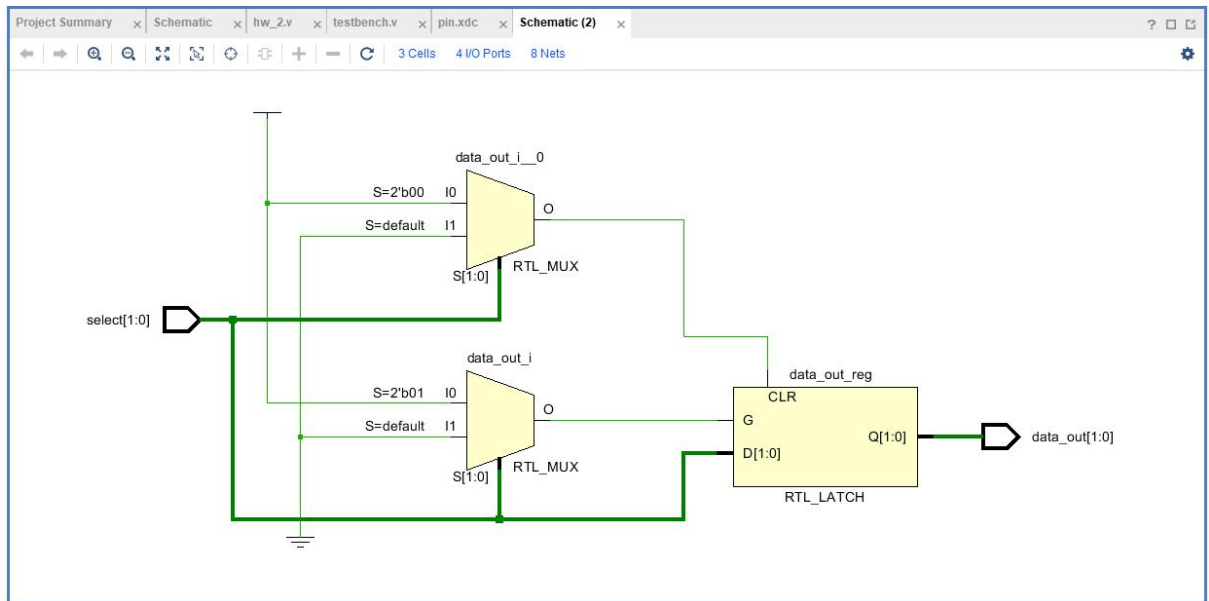 Project Summary × Schematic × hw_2.v × testbench.v × pin.xdc × Schematic (2) × ?
3 Cells 4 I/O Ports 8 Nets
data_out_i__0
S=2'b00 I0
O
S=default I1
S[1:0] RTL_MUX
select[1:0]
data_out_i
S=2'b01 I0
O
S=default I1
S[1:0] RTL_MUX
data_out_reg
CLR
G
Q[1:0] data_out[1:0]
D[1:0]
RTL_LATCH